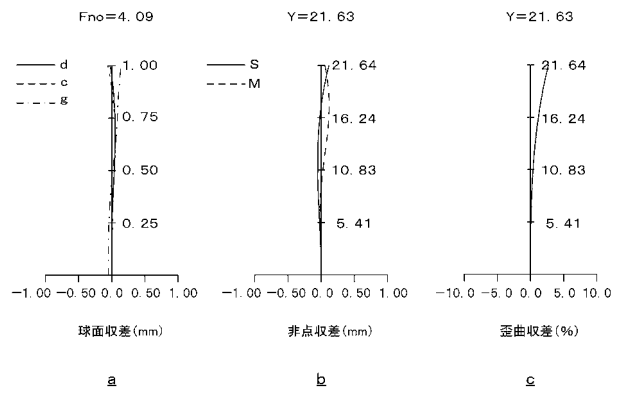 Fno=4.09 Y=21.63 Y=21.63
d 1.00 S 21.64 21.64
c M
g
0.75 16.24 16.24
0.50 10.83 10.83
0.25 5.41 5.41
-1.00 -0.50 0.0 0.50 1.00 -1.00 -0.50 0.0 0.50 1.00 -10.0 -5.0 0.0 5.0 10.0
球面収差(mm) 非点収差(mm) 歪曲収差(%)
a b c